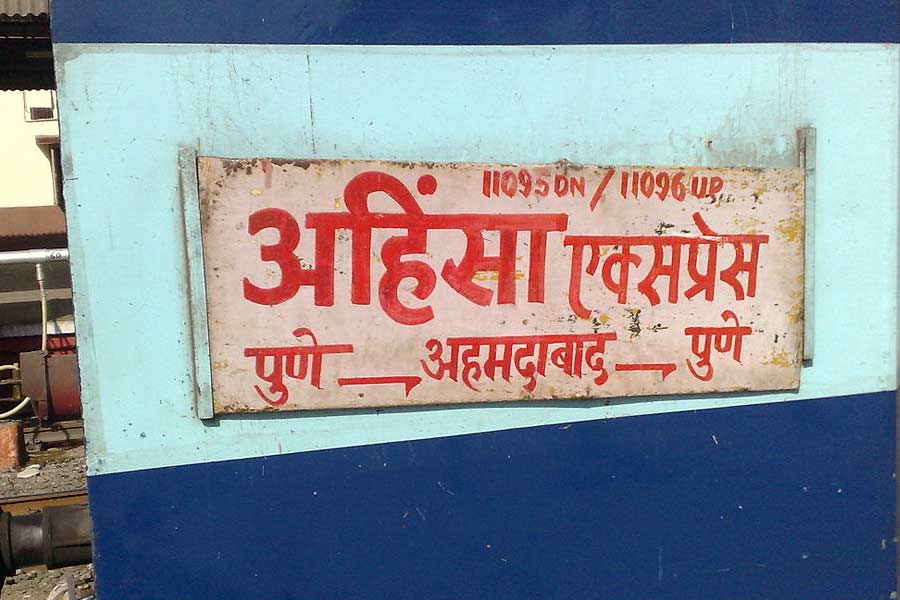 11095 DN / 11096 UP
अहिंसा एक्सप्रेस
पुणे → अहमदाबाद → पुणे